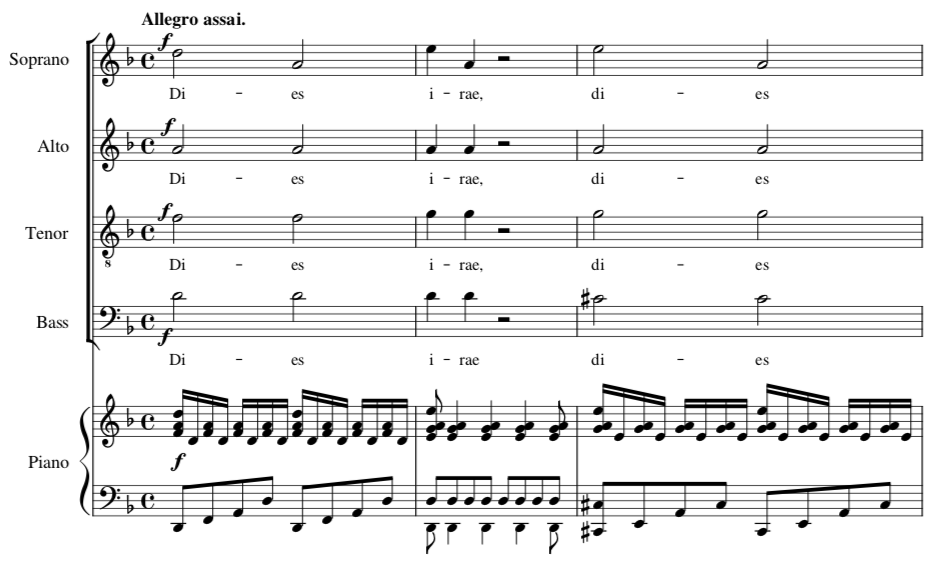 Allegro assai.
f
Soprano
Di - es i - rae, di - es
f
Alto
Di - es i - rae, di - es
f
Tenor
8
Di - es i - rae, di - es
Bass
f
Di - es i - rae di - es
Piano
f